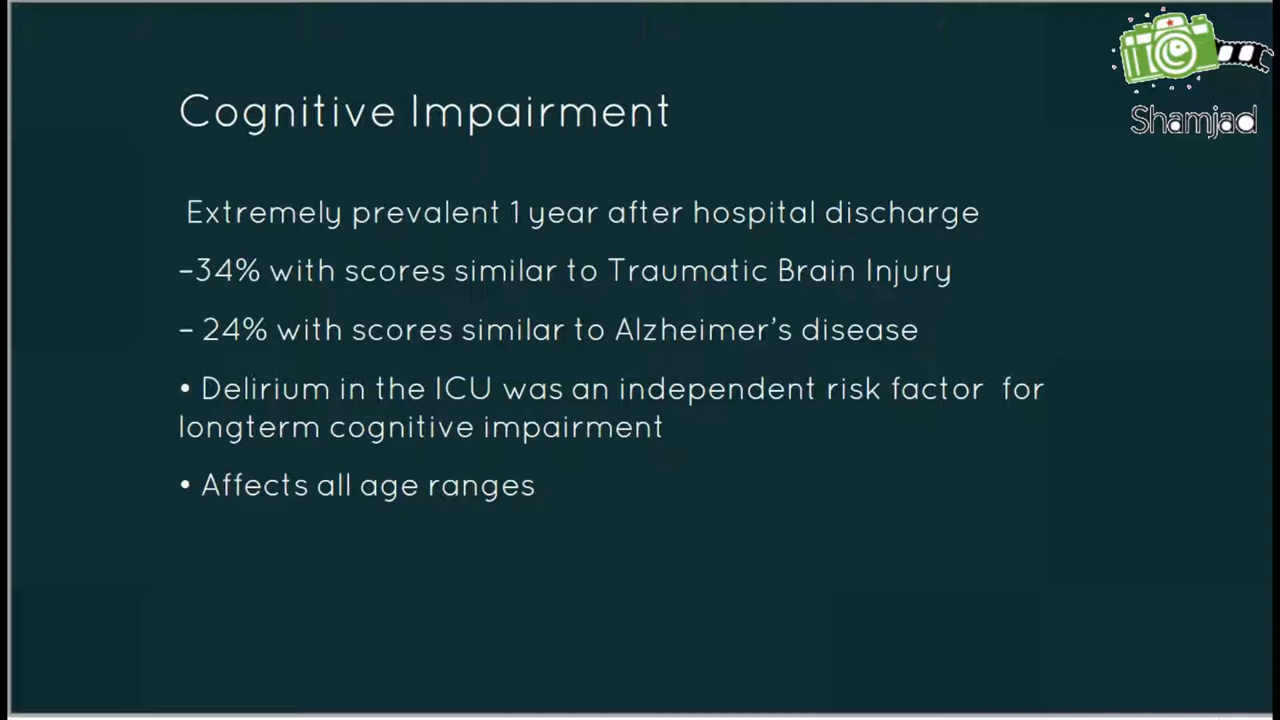 Shamjad
Cognitive Impairment
Extremely prevalent 1 year after hospital discharge
–34% with scores similar to Traumatic Brain Injury
– 24% with scores similar to Alzheimer’s disease
• Delirium in the ICU was an independent risk factor  for
longterm cognitive impairment
• Affects all age ranges